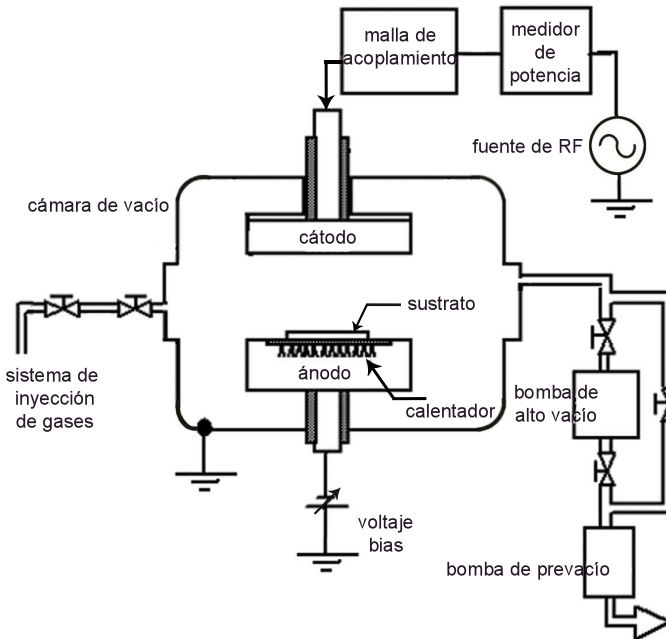 malla de
acoplamiento
medidor
de
potencia
fuente de RF
cámara de vacío
cátodo
sustrato
ánodo
calentador
sistema de
inyección
de gases
bomba de
alto vacío
voltaje
bias
bomba de prevacío